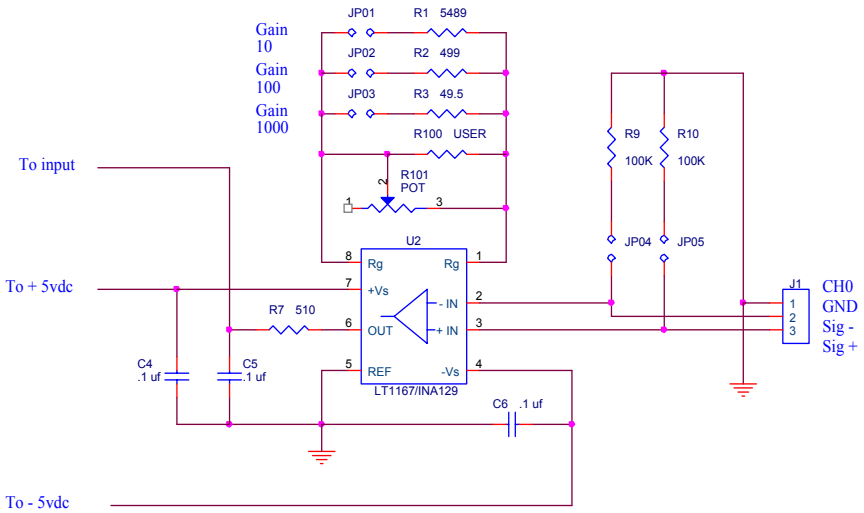 Gain
10
JP01
R1 5489
Gain
100
JP02
R2 499
Gain
1000
JP03
R3 49.5
R100 USER
R101
POT
2
1
3
To input
R9
100K
R10
100K
JP04
JP05
U2
8
Rg
Rg
1
To + 5vdc
7
+Vs
- IN
2
R7 510
6
OUT
+ IN
3
5
REF
-Vs
4
LT1167/INA129
J1
1
2
3
CH0
GND
Sig -
Sig +
C4
.1 uf
C5
.1 uf
C6 .1 uf
To - 5vdc